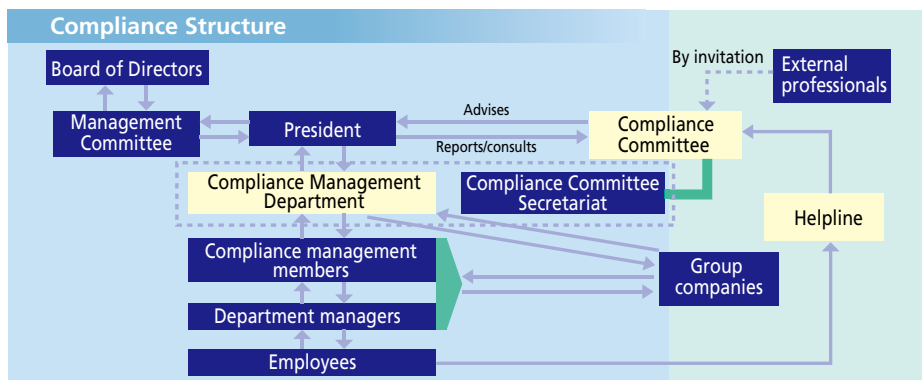 Compliance Structure
By invitation
External
professionals
Board of Directors
Management
Committee
President
Advises
Reports/consults
Compliance
Committee
Compliance Management
Department
Compliance Committee
Secretariat
Helpline
Compliance management
members
Group
companies
Department managers
Employees